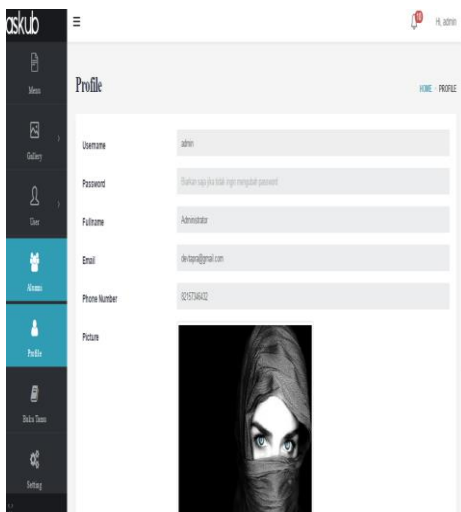 askub
10
Hi, admin
Menu
Profile
HOME - PROFILE
Gallery
Username
admin
Password
Biarkan saja jika tidak ingin mengubah password
User
Fullname
Administrator
Email
Alumni
Phone Number
Picture
Profile
Buku Tamu
Setting